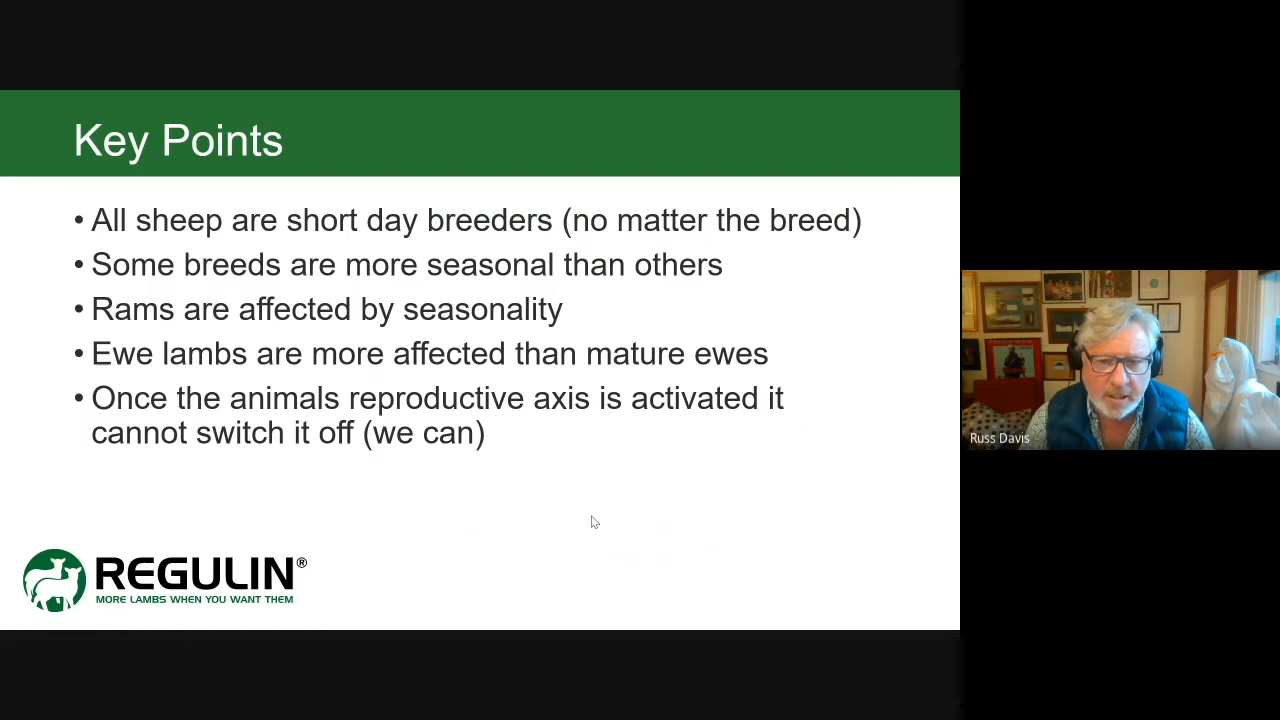 Key Points
• All sheep are short day breeders (no matter the breed)
• Some breeds are more seasonal than others
• Rams are affected by seasonality
• Ewe lambs are more affected than mature ewes
• Once the animals reproductive axis is activated it
cannot switch it off (we can)
REGULIN®
MORE LAMBS WHEN YOU WANT THEM
Russ Davis